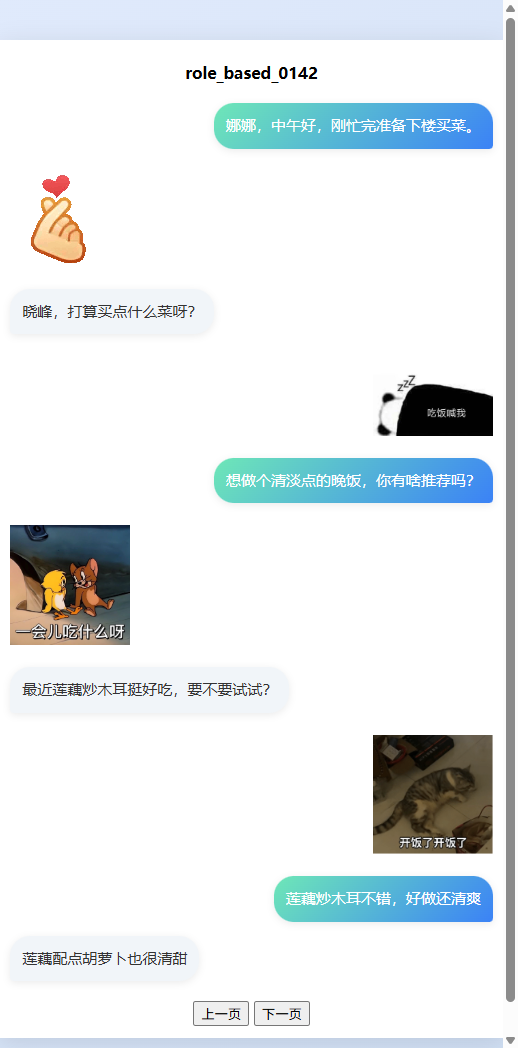 role_based_0142
娜娜，中午好，刚忙完准备下楼买菜。
晓峰，打算买点什么菜呀？
zzZ
吃饭喊我
想做个清淡点的晚饭，你有啥推荐吗？
一会儿吃什么呀
最近莲藕炒木耳挺好吃，要不要试试？
开饭了开饭了
莲藕炒木耳不错，好做还清爽
莲藕配点胡萝卜也很清甜
上一页 下一页